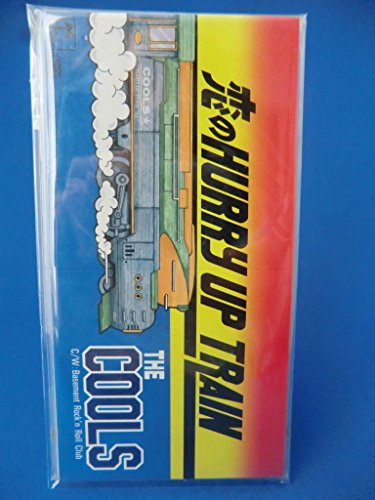 恋のHURRY UP TRAIN
COOLS★
THE
COOLS
C/W: Basement Rock'n Roll Club